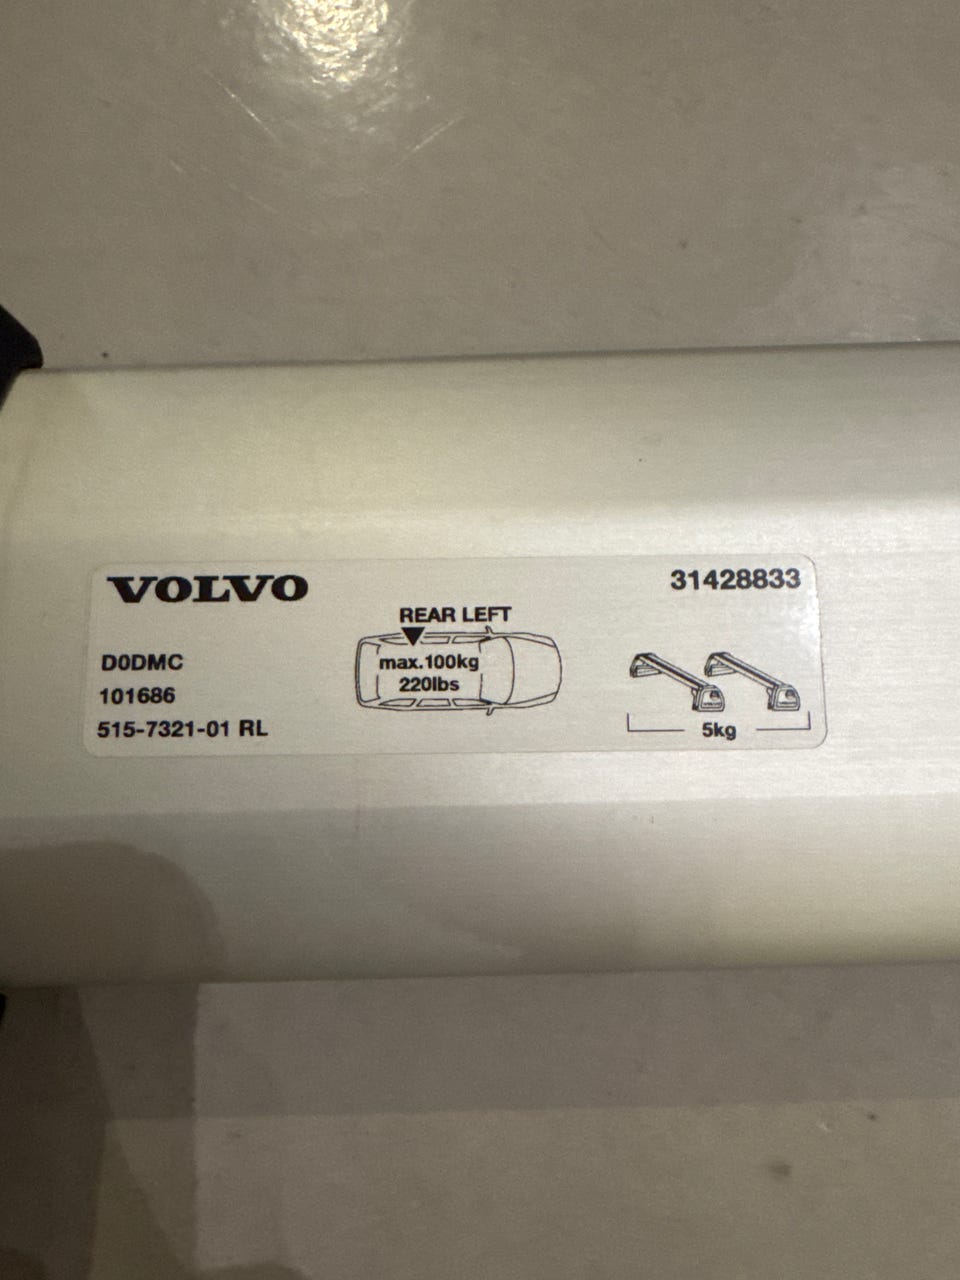 VOLVO
31428833
REAR LEFT
D0DMC
max.100kg
101686
220lbs
515-7321-01 RL
5kg